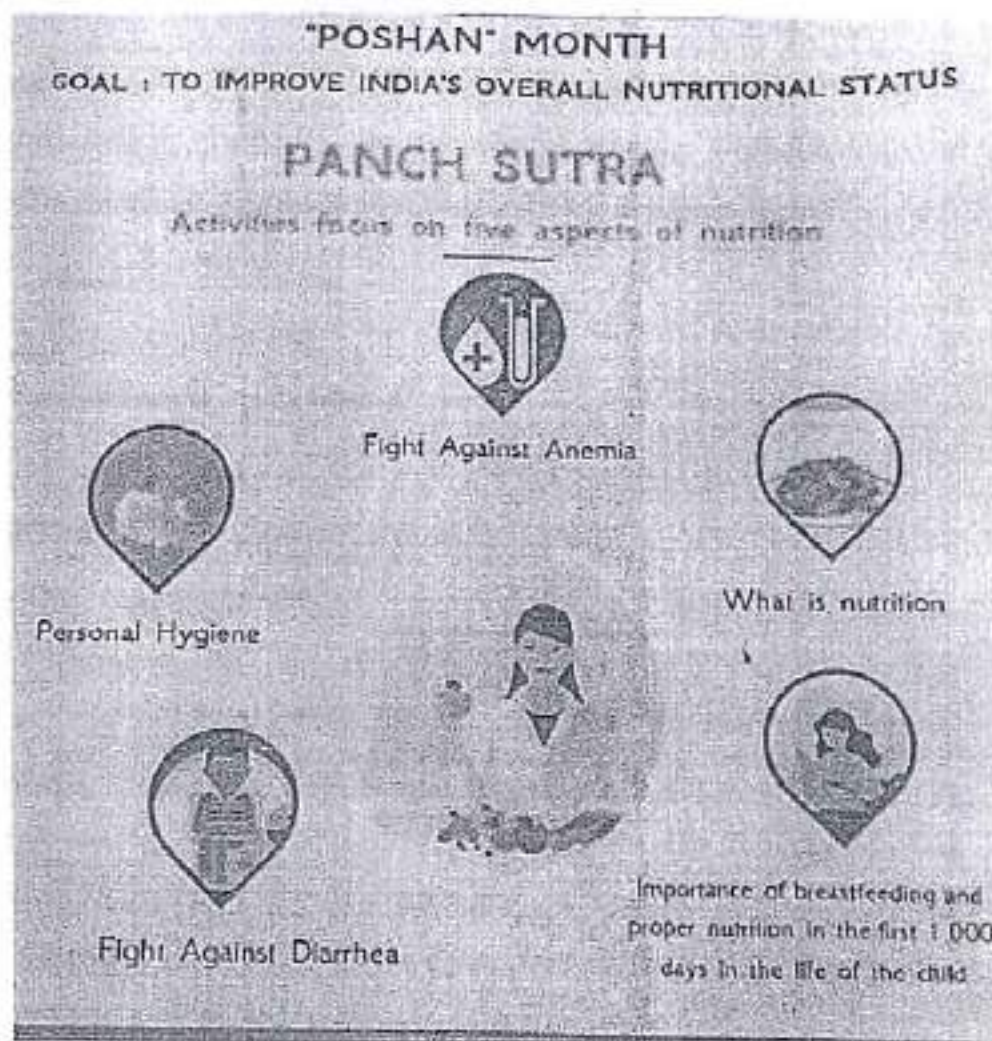 "POSHAN" MONTH
GOAL : TO IMPROVE INDIA'S OVERALL NUTRITIONAL STATUS
PANCH SUTRA
Activities focus on five aspects of nutrition
Fight Against Anemia
What is nutrition
Personal Hygiene
Fight Against Diarrhea
Importance of breastfeeding and
proper nutrition in the first 1 000
days in the life of the child